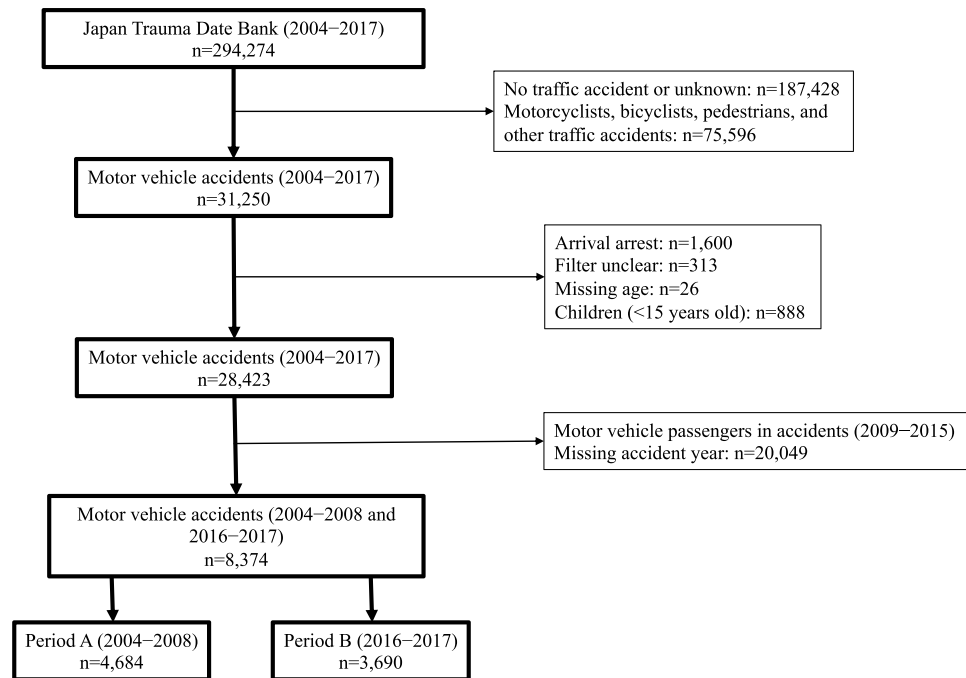 Japan Trauma Date Bank (2004−2017)
n=294,274
No traffic accident or unknown: n=187,428
Motorcyclists, bicyclists, pedestrians, and
other traffic accidents: n=75,596
Motor vehicle accidents (2004−2017)
n=31,250
Arrival arrest: n=1,600
Filter unclear: n=313
Missing age: n=26
Children (<15 years old): n=888
Motor vehicle accidents (2004−2017)
n=28,423
Motor vehicle passengers in accidents (2009−2015)
Missing accident year: n=20,049
Motor vehicle accidents (2004−2008 and
2016−2017)
n=8,374
Period A (2004−2008)
n=4,684
Period B (2016−2017)
n=3,690